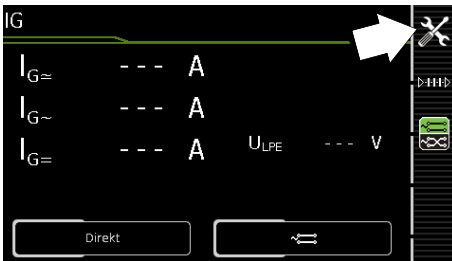 IG
IG≃ --- A
IG~ --- A
IG= --- A
ULPE --- V
Direkt